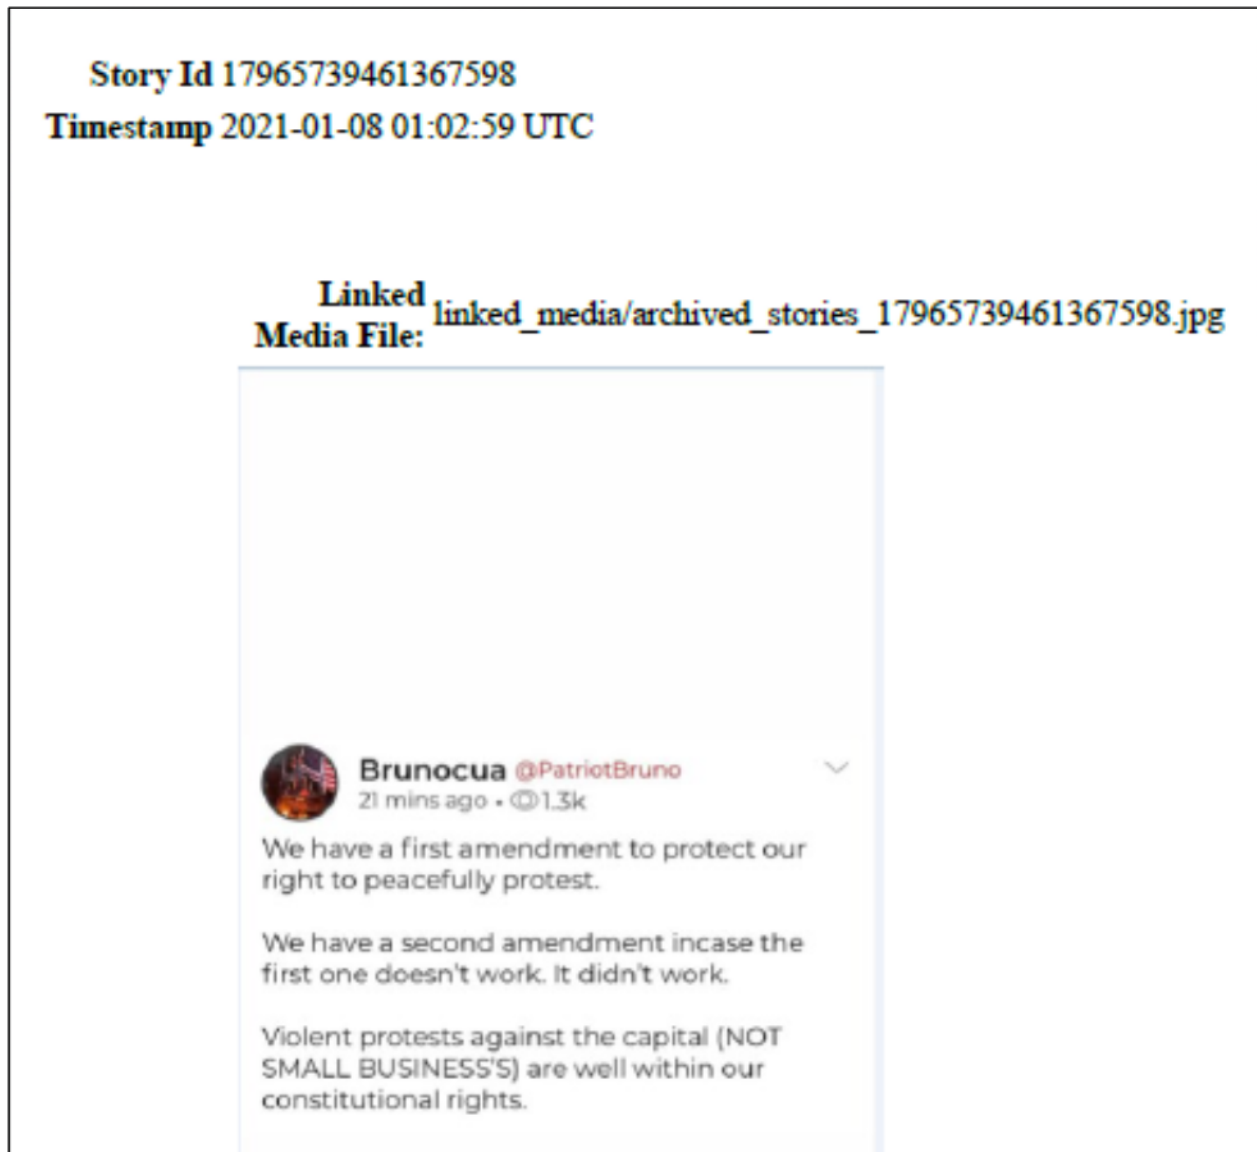 Story Id 17965739461367598
Timestamp 2021-01-08 01:02:59 UTC
Linked
Media File: linked_media/archived_stories_17965739461367598.jpg
Brunocua @PatriotBruno
21 mins ago • 1.3k
We have a first amendment to protect our
right to peacefully protest.
We have a second amendment incase the
first one doesn't work. It didn't work.
Violent protests against the capital (NOT
SMALL BUSINESS'S) are well within our
constitutional rights.